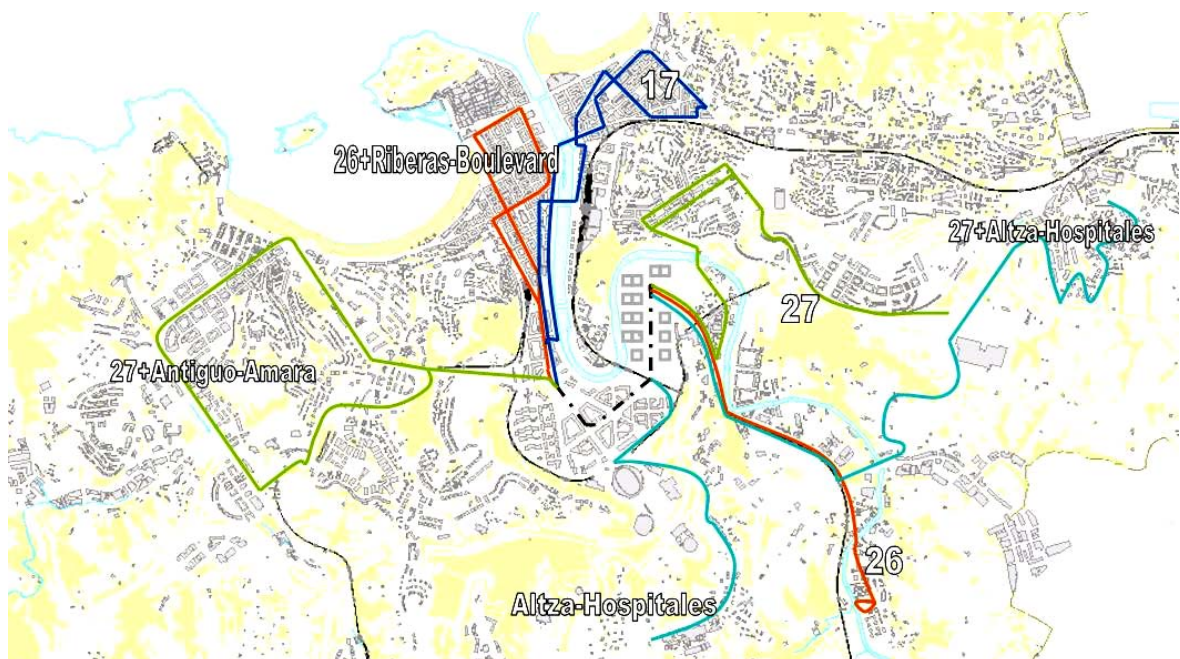 17
26+Riberas-Boulevard
27+Altza-Hospitales
27
27+Antiguo-Amara
26
Altza-Hospitales